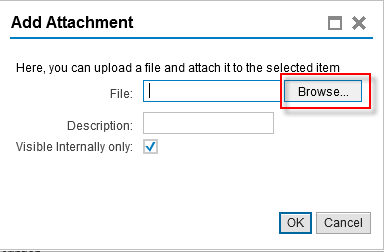 Add Attachment
Here, you can upload a file and attach it to the selected item
File: Browse...
Description:
Visible Internally only:
OK Cancel